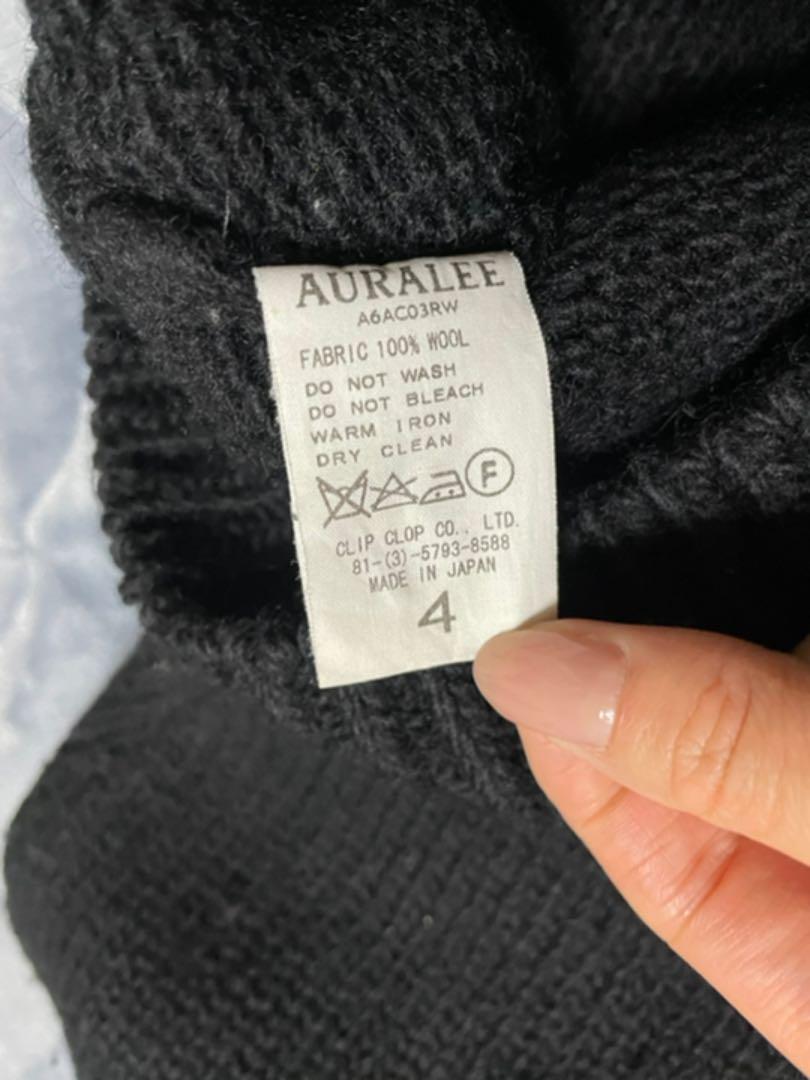 AURALEE
A6AC03RW
FABRIC 100% WOOL
DO NOT WASH
DO NOT BLEACH
WARM IRON
DRY CLEAN
F
CLIP CLOP CO., LTD.
81-(3)-5793-8588
MADE IN JAPAN
4